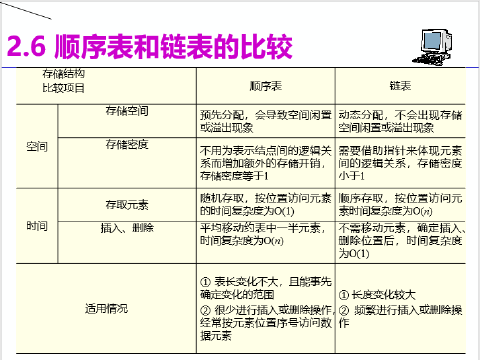 2.6 顺序表和链表的比较
存储结构
比较项目
顺序表
链表
空间
存储空间
预先分配，会导致空间闲置
或溢出现象
动态分配，不会出现存储
空间闲置或溢出现象
存储密度
不用为表示结点间的逻辑关
系而增加额外的存储开销，
存储密度等于1
需要借助指针来体现元素
间的逻辑关系，存储密度
小于1
时间
存取元素
随机存取，按位置访问元素
的时间复杂度为O(1)
顺序存取，按位置访问元
素时间复杂度为O(n)
插入、删除
平均移动约表中一半元素，
时间复杂度为O(n)
不需移动元素，确定插入、
删除位置后，时间复杂度
为O(1)
适用情况
① 表长变化不大，且能事先
确定变化的范围
② 很少进行插入或删除操作，
经常按元素位置序号访问数
据元素
① 长度变化较大
② 频繁进行插入或删除操
作